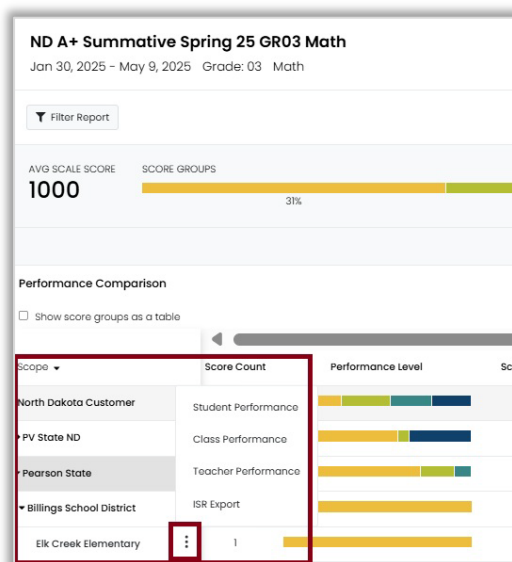 ND A+ Summative Spring 25 GR03 Math
Jan 30, 2025 - May 9, 2025 Grade: 03 Math
Filter Report
AVG SCALE SCORE SCORE GROUPS
1000
31%
Performance Comparison
Show score groups as a table
Scope Score Count Performance Level Sc
North Dakota Customer
Student Performance
PV State ND
Class Performance
Pearson State
Teacher Performance
Billings School District
ISR Export
Elk Creek Elementary 1